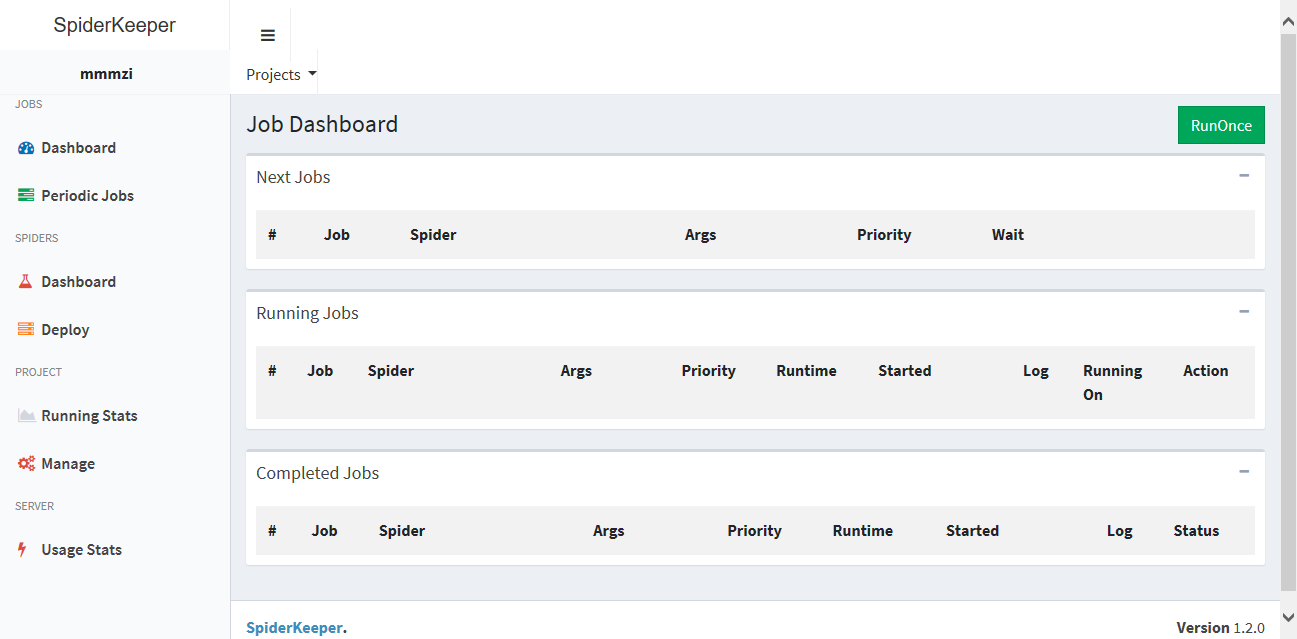 SpiderKeeper
mmmzi
Projects
JOBS
Dashboard
Periodic Jobs
SPIDERS
Dashboard
Deploy
PROJECT
Running Stats
Manage
SERVER
Usage Stats
Job Dashboard
RunOnce
Next Jobs
# Job Spider Args Priority Wait
Running Jobs
# Job Spider Args Priority Runtime Started Log Running On Action
Completed Jobs
# Job Spider Args Priority Runtime Started Log Status
SpiderKeeper.
Version 1.2.0